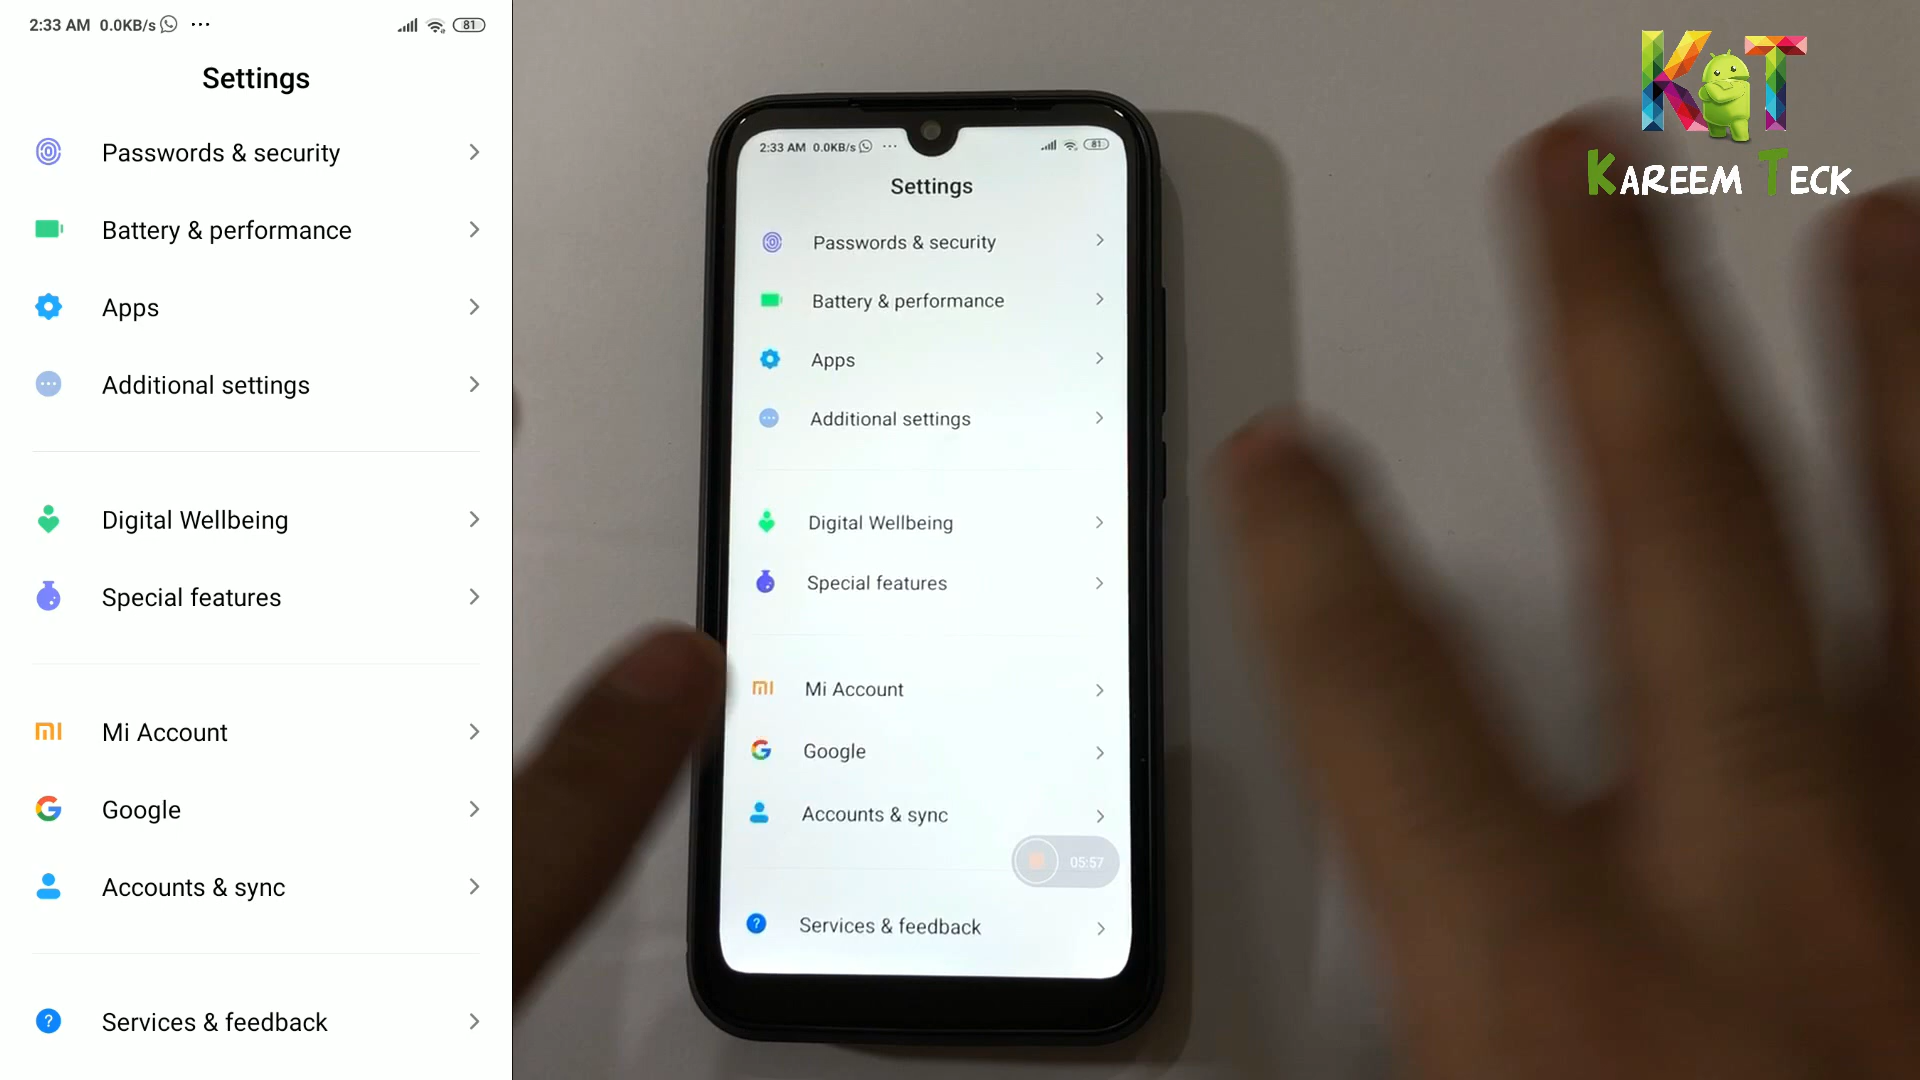 2:33 AM 0.0KB/s ... 81
Settings
Passwords & security
Battery & performance
Apps
Additional settings
Digital Wellbeing
Special features
Mi Account
Google
Accounts & sync
Services & feedback
2:33 AM 0.0KB/s ... 81
Settings
Passwords & security
Battery & performance
Apps
Additional settings
Digital Wellbeing
Special features
Mi Account
Google
Accounts & sync
05:57
Services & feedback
KT
KAREEM TECK